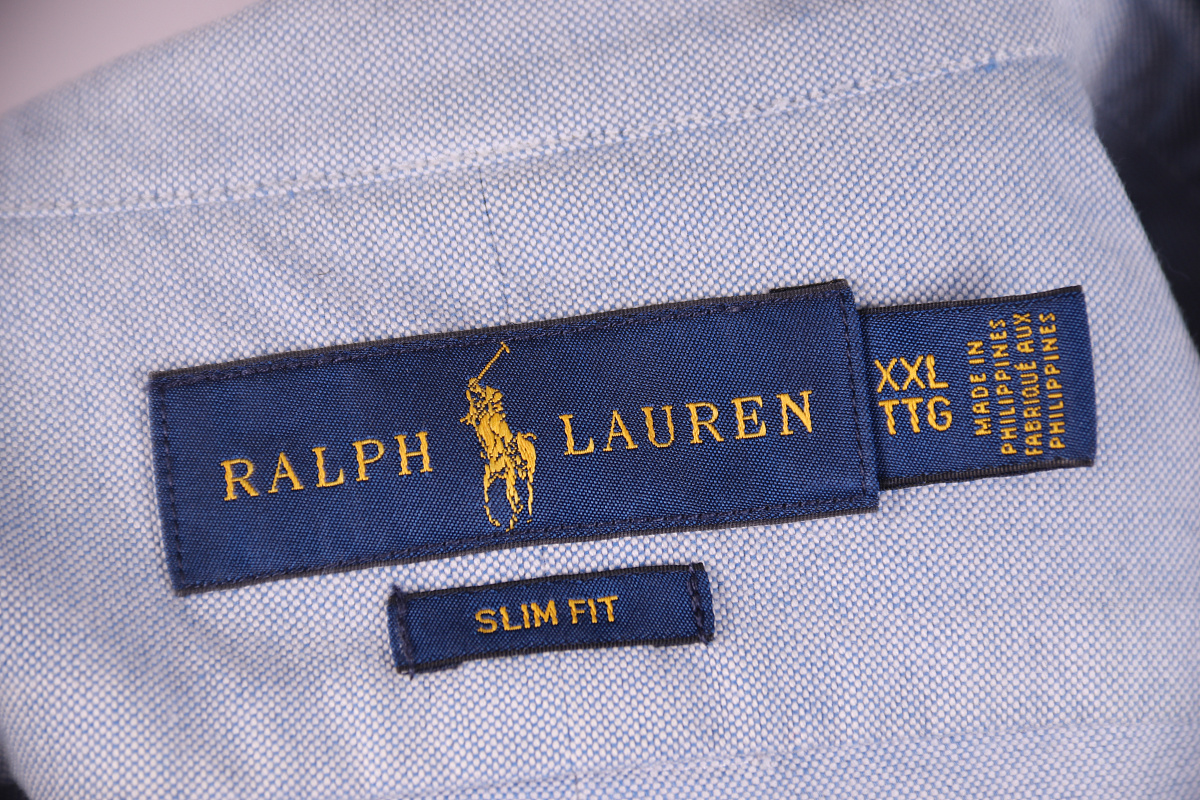 RALPH LAUREN
XXL
TTG
MADE IN
PHILIPPINES
FABRIQUÉ AUX
PHILIPPINES
SLIM FIT